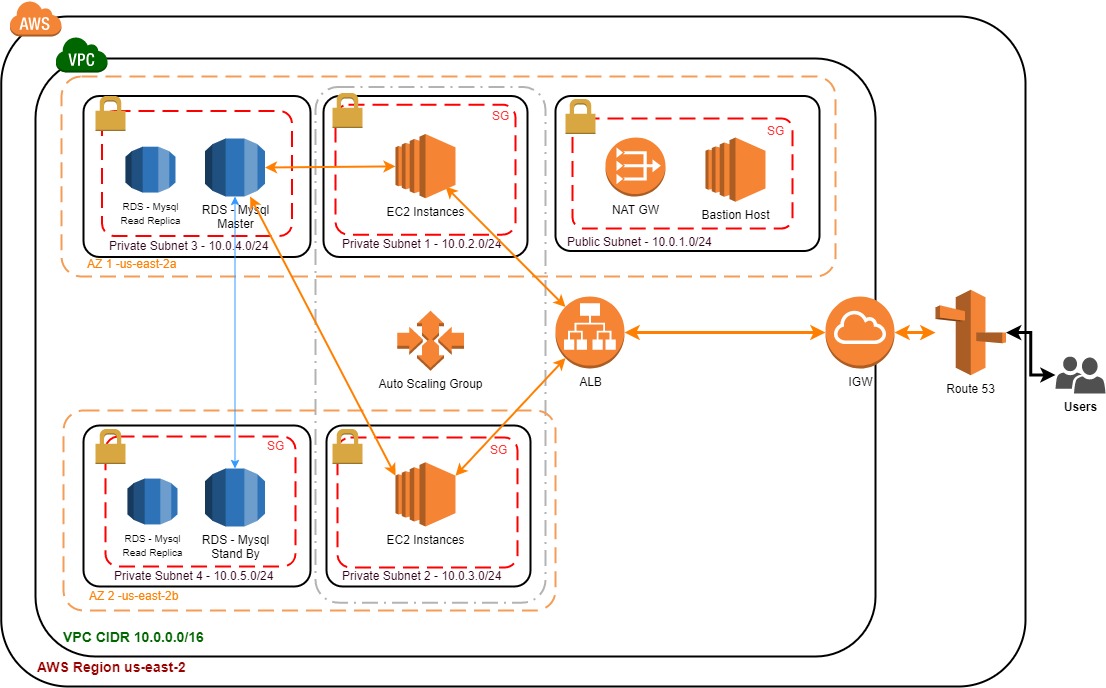 AWS
VPC
SG
SG
RDS - Mysql
Read Replica
RDS - Mysql
Master
EC2 Instances
NAT GW
Bastion Host
Private Subnet 3 - 10.0.4.0/24
Private Subnet 1 - 10.0.2.0/24
Public Subnet - 10.0.1.0/24
AZ 1 -us-east-2a
Auto Scaling Group
ALB
IGW
Route 53
Users
SG
SG
RDS - Mysql
Read Replica
RDS - Mysql
Stand By
EC2 Instances
Private Subnet 4 - 10.0.5.0/24
Private Subnet 2 - 10.0.3.0/24
AZ 2 -us-east-2b
VPC CIDR 10.0.0.0/16
AWS Region us-east-2